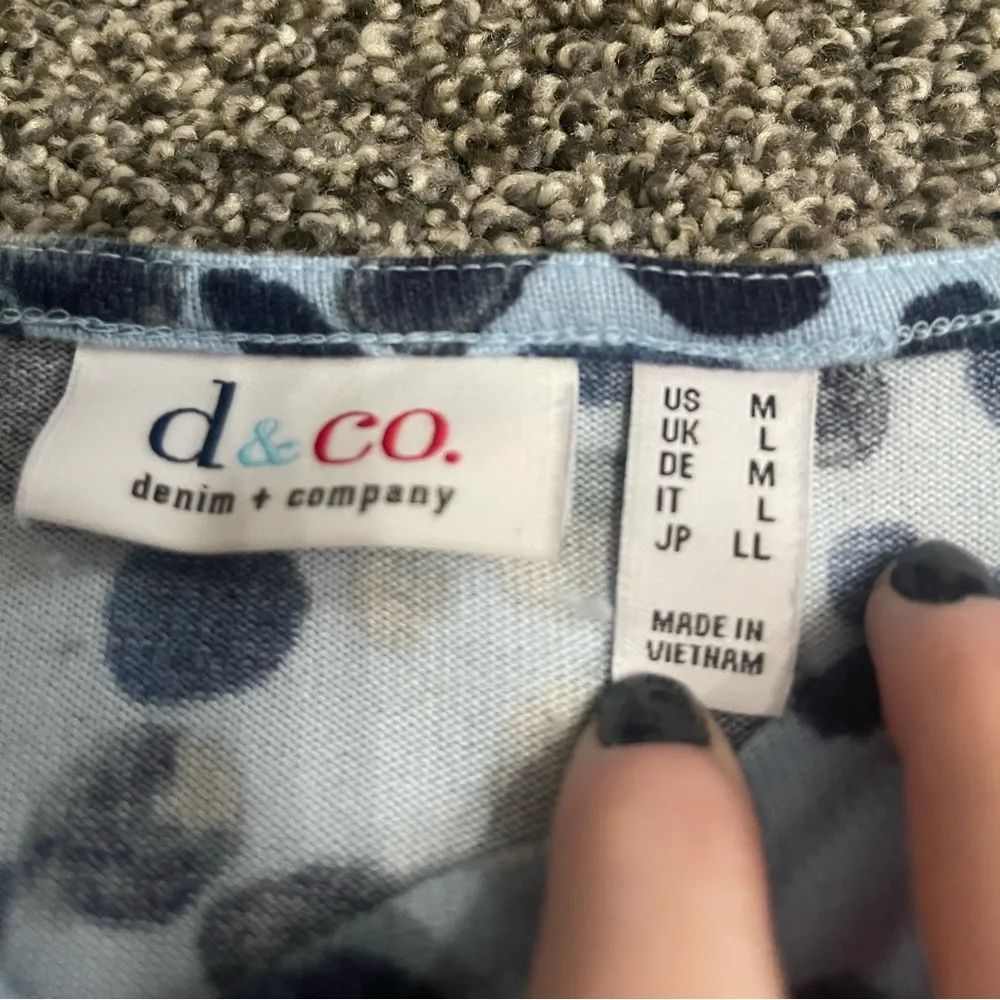 d & co.
denim + company
US M
UK L
DE M
IT L
JP LL
MADE IN
VIETNAM